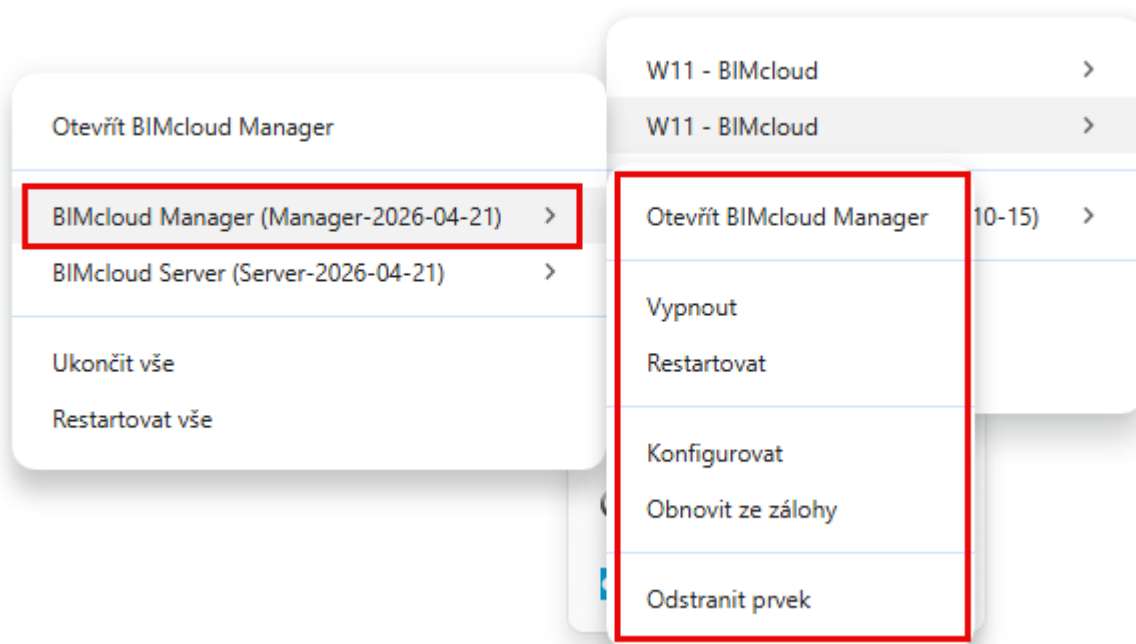 Otevřít BIMcloud Manager
BIMcloud Manager (Manager-2026-04-21)
BIMcloud Server (Server-2026-04-21)
Ukončit vše
Restartovat vše
W11 - BIMcloud
W11 - BIMcloud
10-15)
Otevřít BIMcloud Manager
Vypnout
Restartovat
Konfigurovat
Obnovit ze zálohy
Odstranit prvek